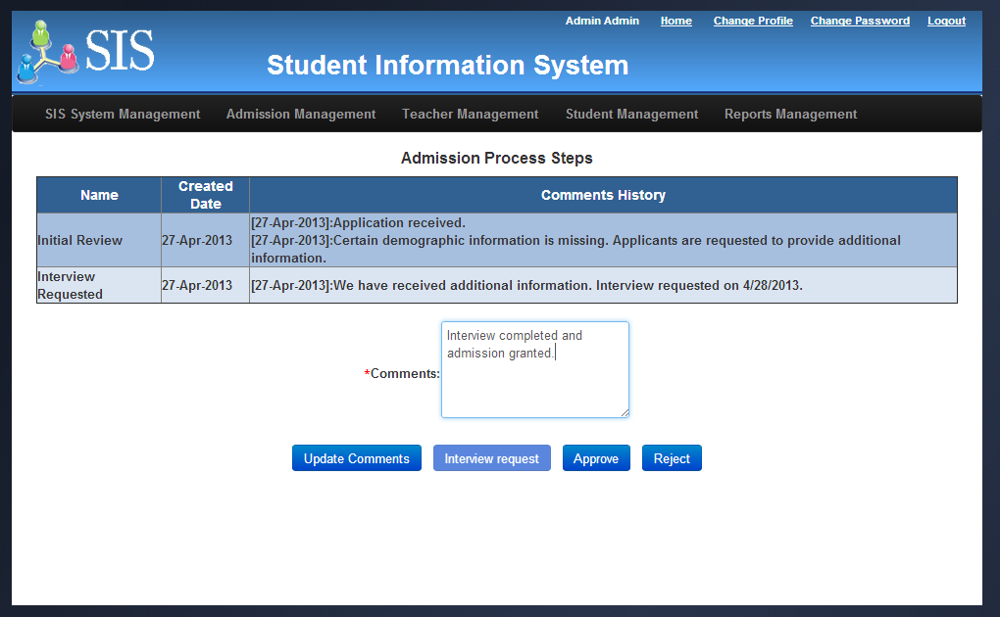 Admin Admin Home Change Profile Change Password Logout
SIS
Student Information System
SIS System Management Admission Management Teacher Management Student Management Reports Management
Admission Process Steps
Name Created Date Comments History
Initial Review 27-Apr-2013 [27-Apr-2013]:Application received.
[27-Apr-2013]:Certain demographic information is missing. Applicants are requested to provide additional
information.
Interview
Requested 27-Apr-2013 [27-Apr-2013]:We have received additional information. Interview requested on 4/28/2013.
Interview completed and
admission granted.
*Comments:
Update Comments Interview request Approve Reject